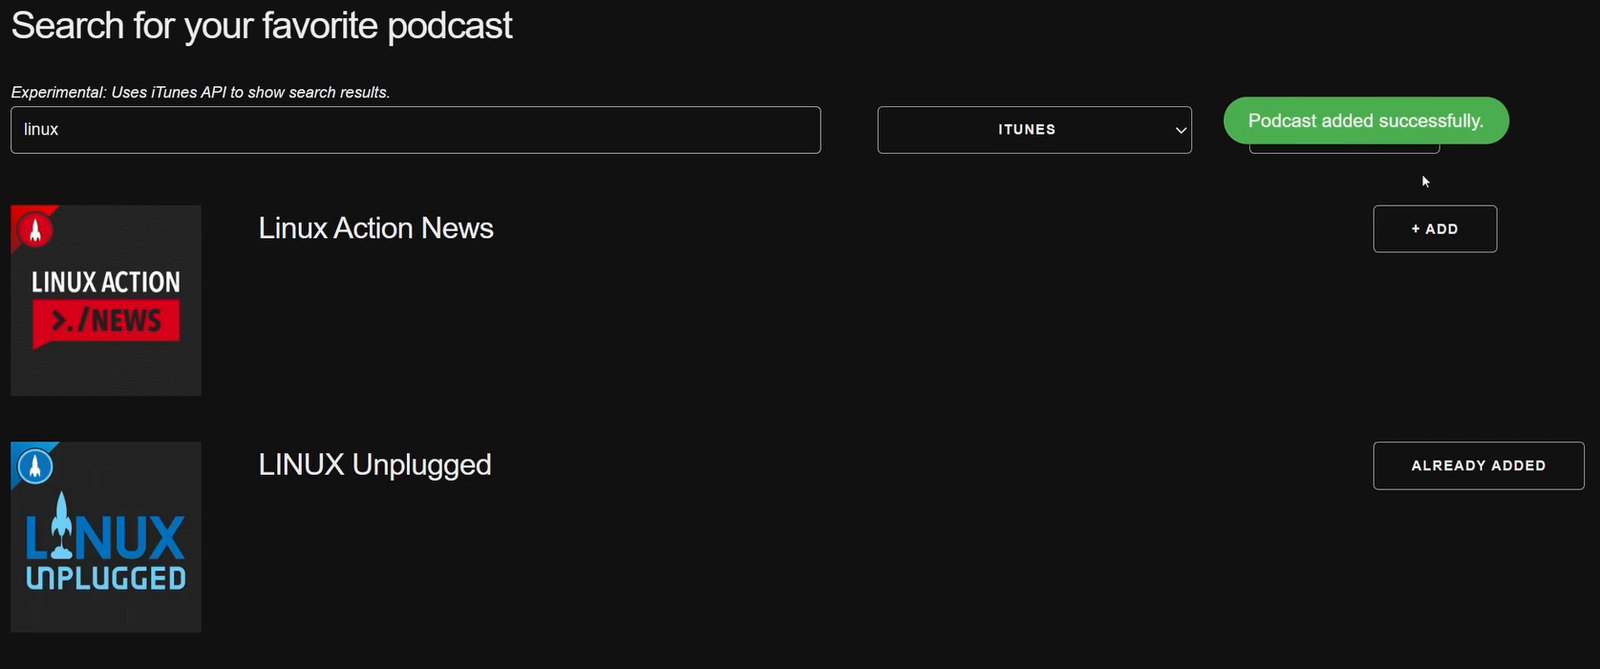 Search for your favorite podcast
Experimental: Uses iTunes API to show search results.
linux
ITUNES
Podcast added successfully.
LINUX ACTION
>./NEWS
Linux Action News
+ ADD
LINUX
UNPLUGGED
LINUX Unplugged
ALREADY ADDED